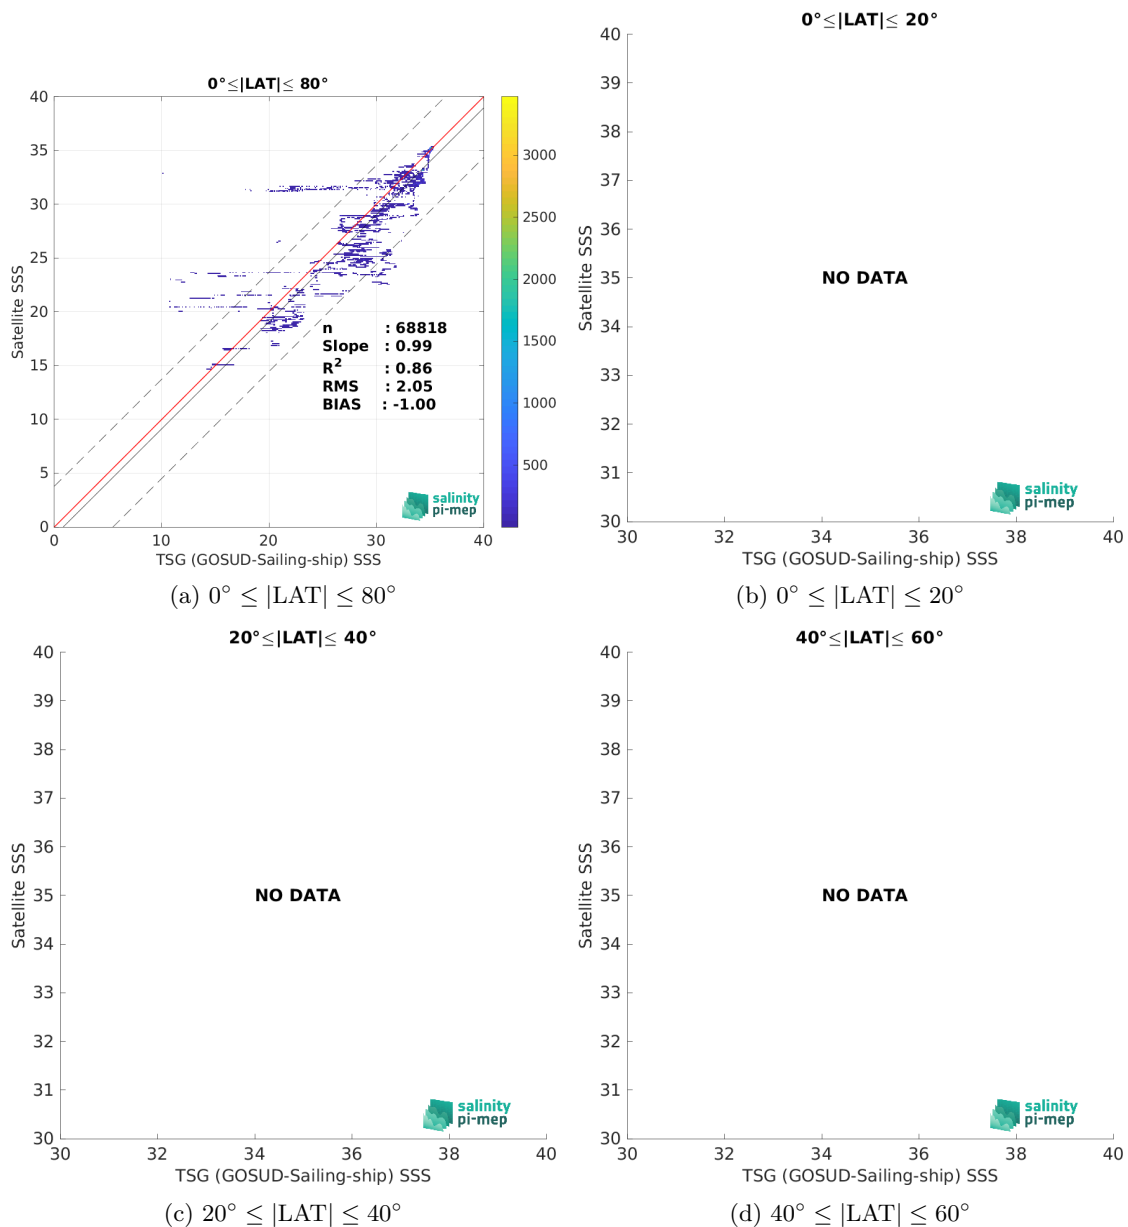 0°≤|LAT|≤ 80°
40
35
30
25
20
15
10
5
0
Satellite SSS
0
10
20
30
40
TSG (GOSUD-Sailing-ship) SSS
n : 68818
Slope : 0.99
R² : 0.86
RMS : 2.05
BIAS : -1.00
salinity
pi-mep
3000
2500
2000
1500
1000
500
(a) 0° ≤ |LAT| ≤ 80°
0°≤|LAT|≤ 20°
40
39
38
37
36
35
34
33
32
31
30
Satellite SSS
NO DATA
salinity
pi-mep
30
32
34
36
38
40
TSG (GOSUD-Sailing-ship) SSS
(b) 0° ≤ |LAT| ≤ 20°
20°≤|LAT|≤ 40°
40
39
38
37
36
35
34
33
32
31
30
Satellite SSS
NO DATA
salinity
pi-mep
30
32
34
36
38
40
TSG (GOSUD-Sailing-ship) SSS
(c) 20° ≤ |LAT| ≤ 40°
40°≤|LAT|≤ 60°
40
39
38
37
36
35
34
33
32
31
30
Satellite SSS
NO DATA
salinity
pi-mep
30
32
34
36
38
40
TSG (GOSUD-Sailing-ship) SSS
(d) 40° ≤ |LAT| ≤ 60°